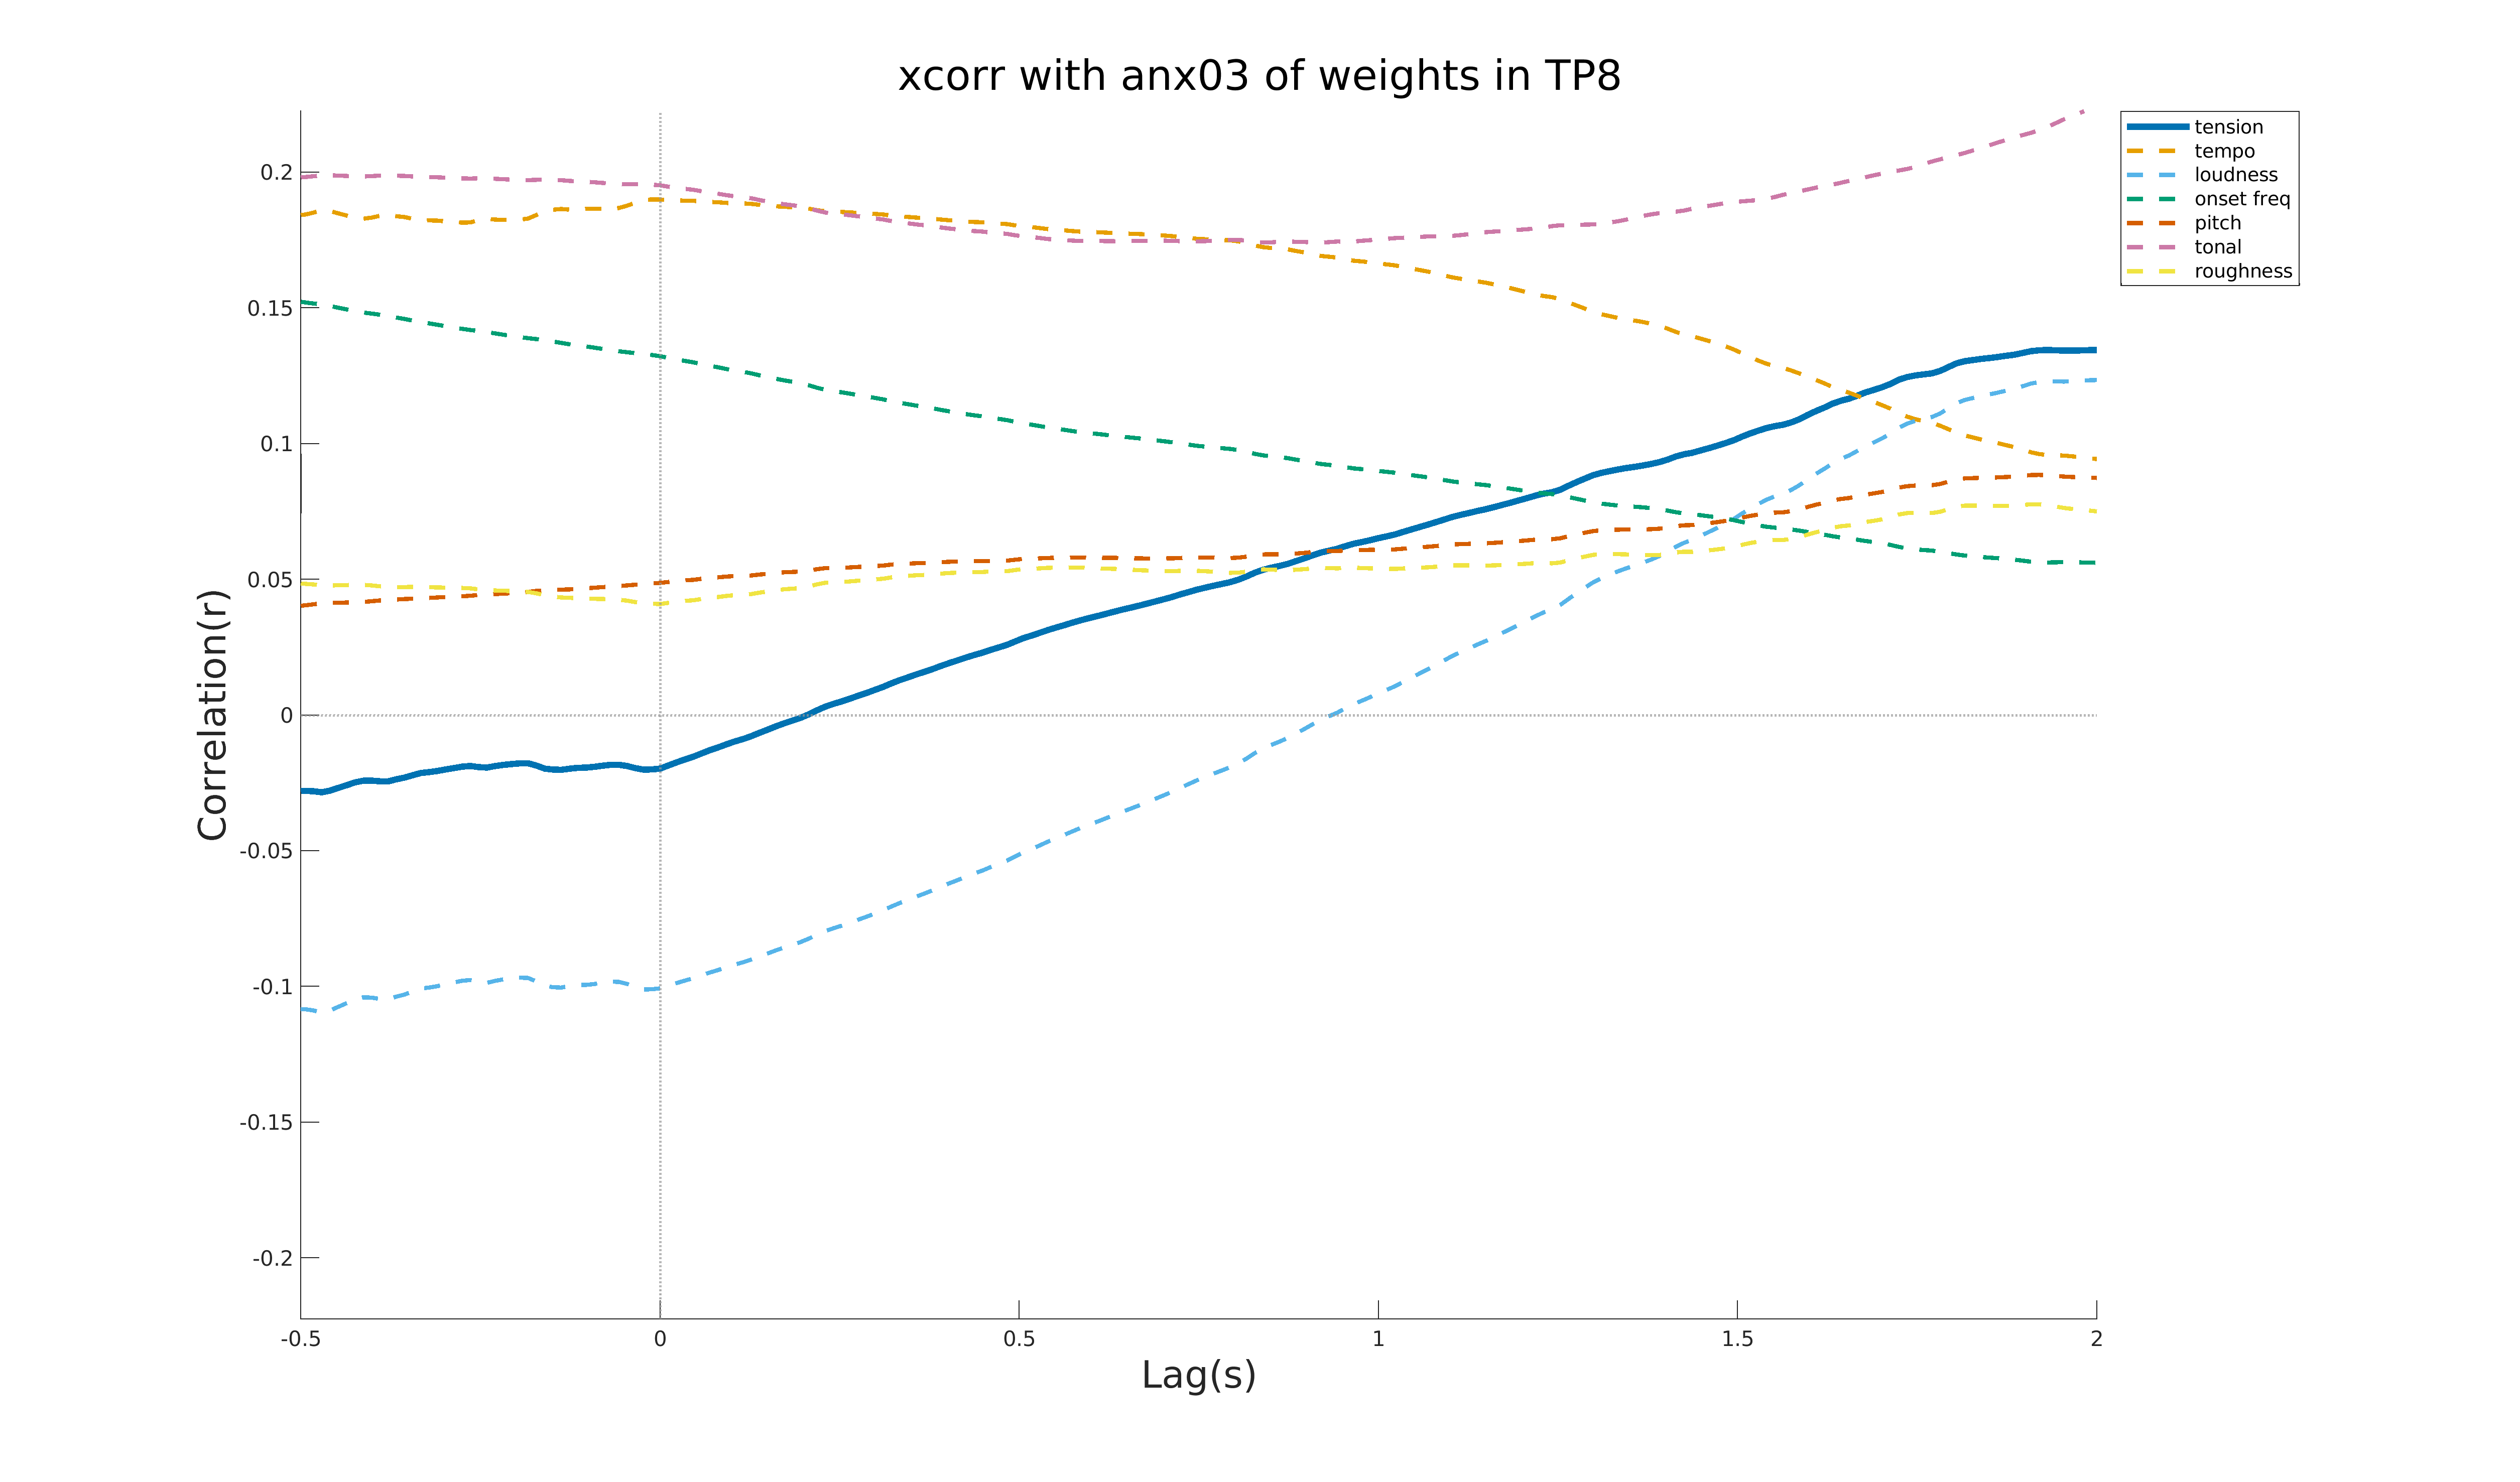 xcorr with anx03 of weights in TP8
tension
tempo
loudness
onset freq
pitch
tonal
roughness
Correlation(r)
0.2
0.15
0.1
0.05
0
-0.05
-0.1
-0.15
-0.2
-0.5
0
0.5
1
1.5
2
Lag(s)